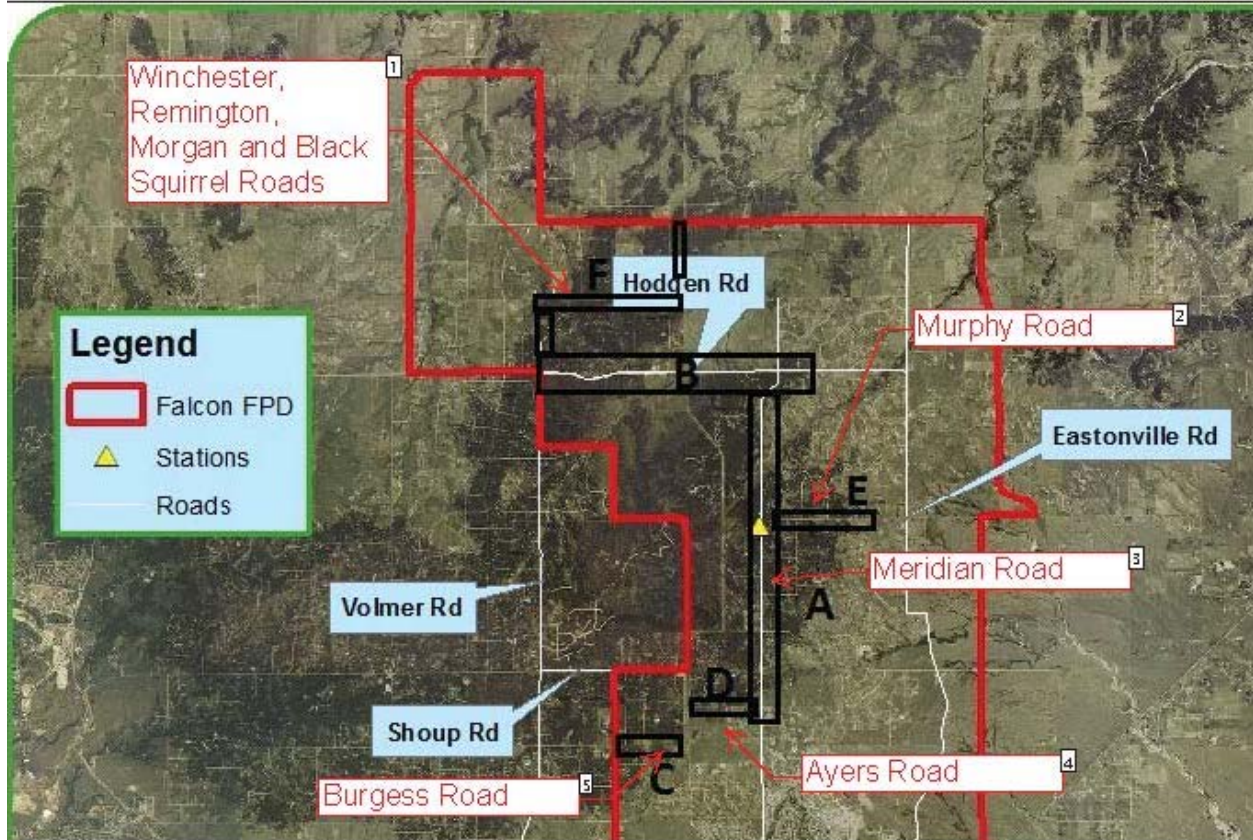 Winchester,
Remington,
Morgan and Black
Squirrel Roads
1
F
Hodgen Rd
Murphy Road
2
Legend
Falcon FPD
Stations
Roads
B
Eastonville Rd
E
Meridian Road
3
Volmer Rd
A
D
Shoup Rd
Ayers Road
4
C
Burgess Road
5